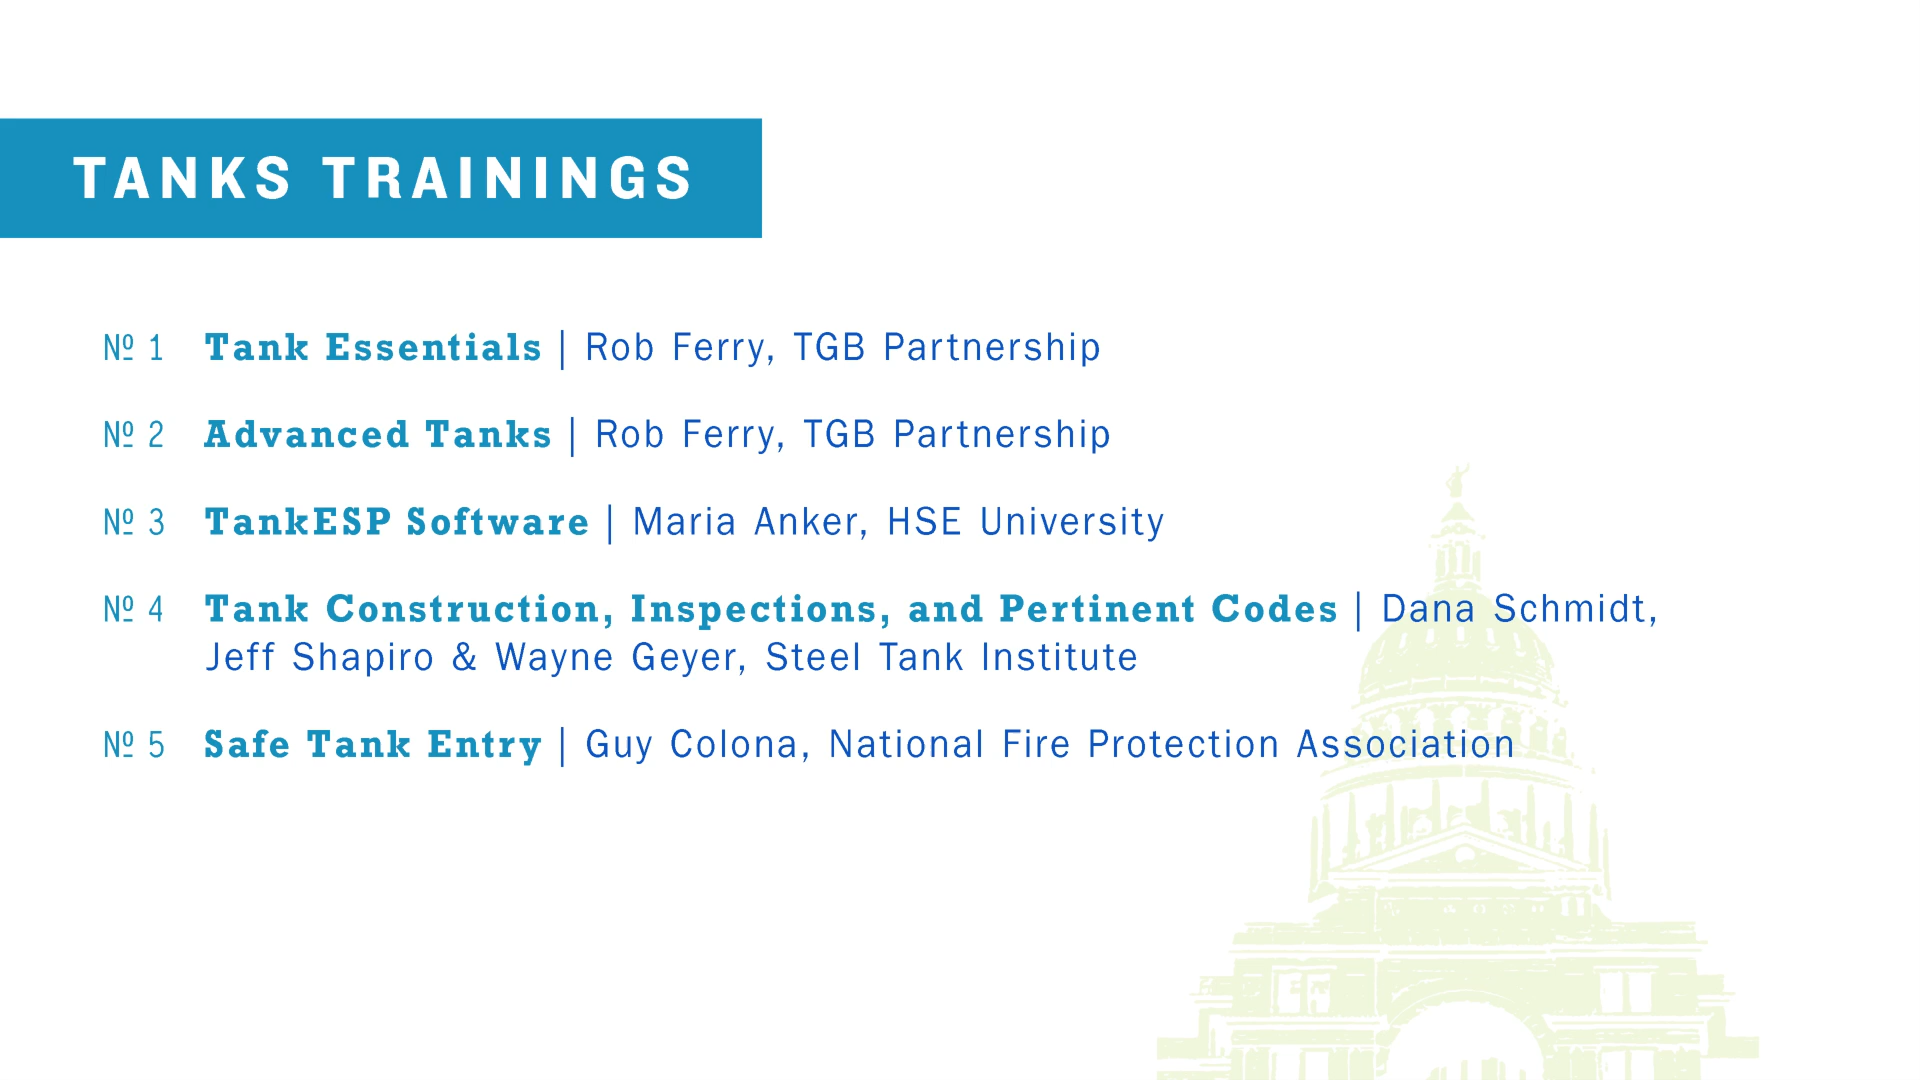 TANKS TRAININGS
№ 1 Tank Essentials | Rob Ferry, TGB Partnership
№ 2 Advanced Tanks | Rob Ferry, TGB Partnership
№ 3 TankESP Software | Maria Anker, HSE University
№ 4 Tank Construction, Inspections, and Pertinent Codes | Dana Schmidt,
Jeff Shapiro & Wayne Geyer, Steel Tank Institute
№ 5 Safe Tank Entry | Guy Colona, National Fire Protection Association